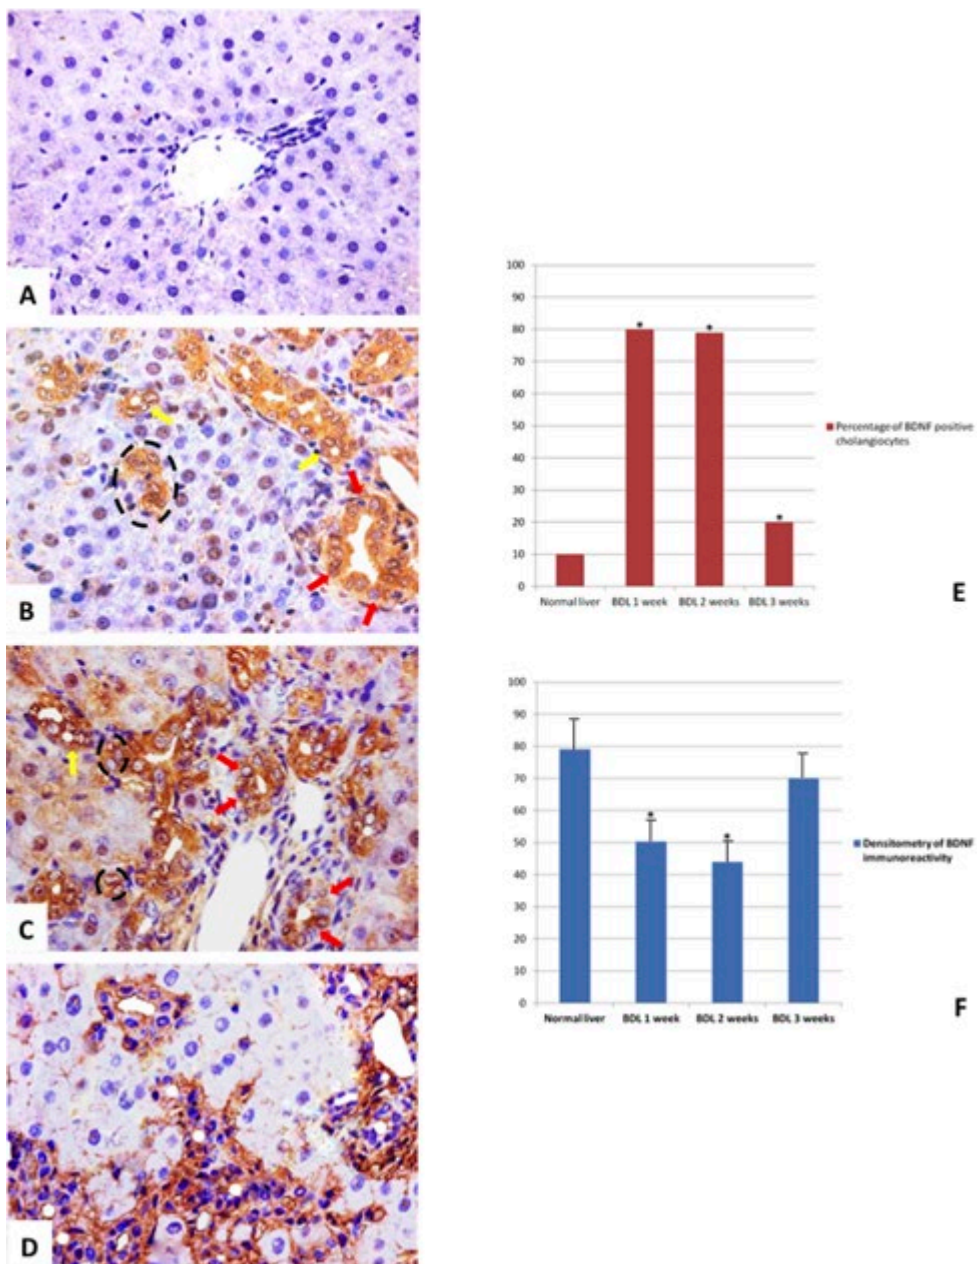 A
B
C
D
100
90
80
70
60
50
40
30
20
10
0
*
*
*
Normal liver
BDL 1 week
BDL 2 weeks
BDL 3 weeks
Percentage of BDNF positive
cholangiocytes
E
100
90
80
70
60
50
40
30
20
10
0
*
*
Normal liver
BDL 1 week
BDL 2 weeks
BDL 3 weeks
Densitometry of BDNF
immunoreactivity
F